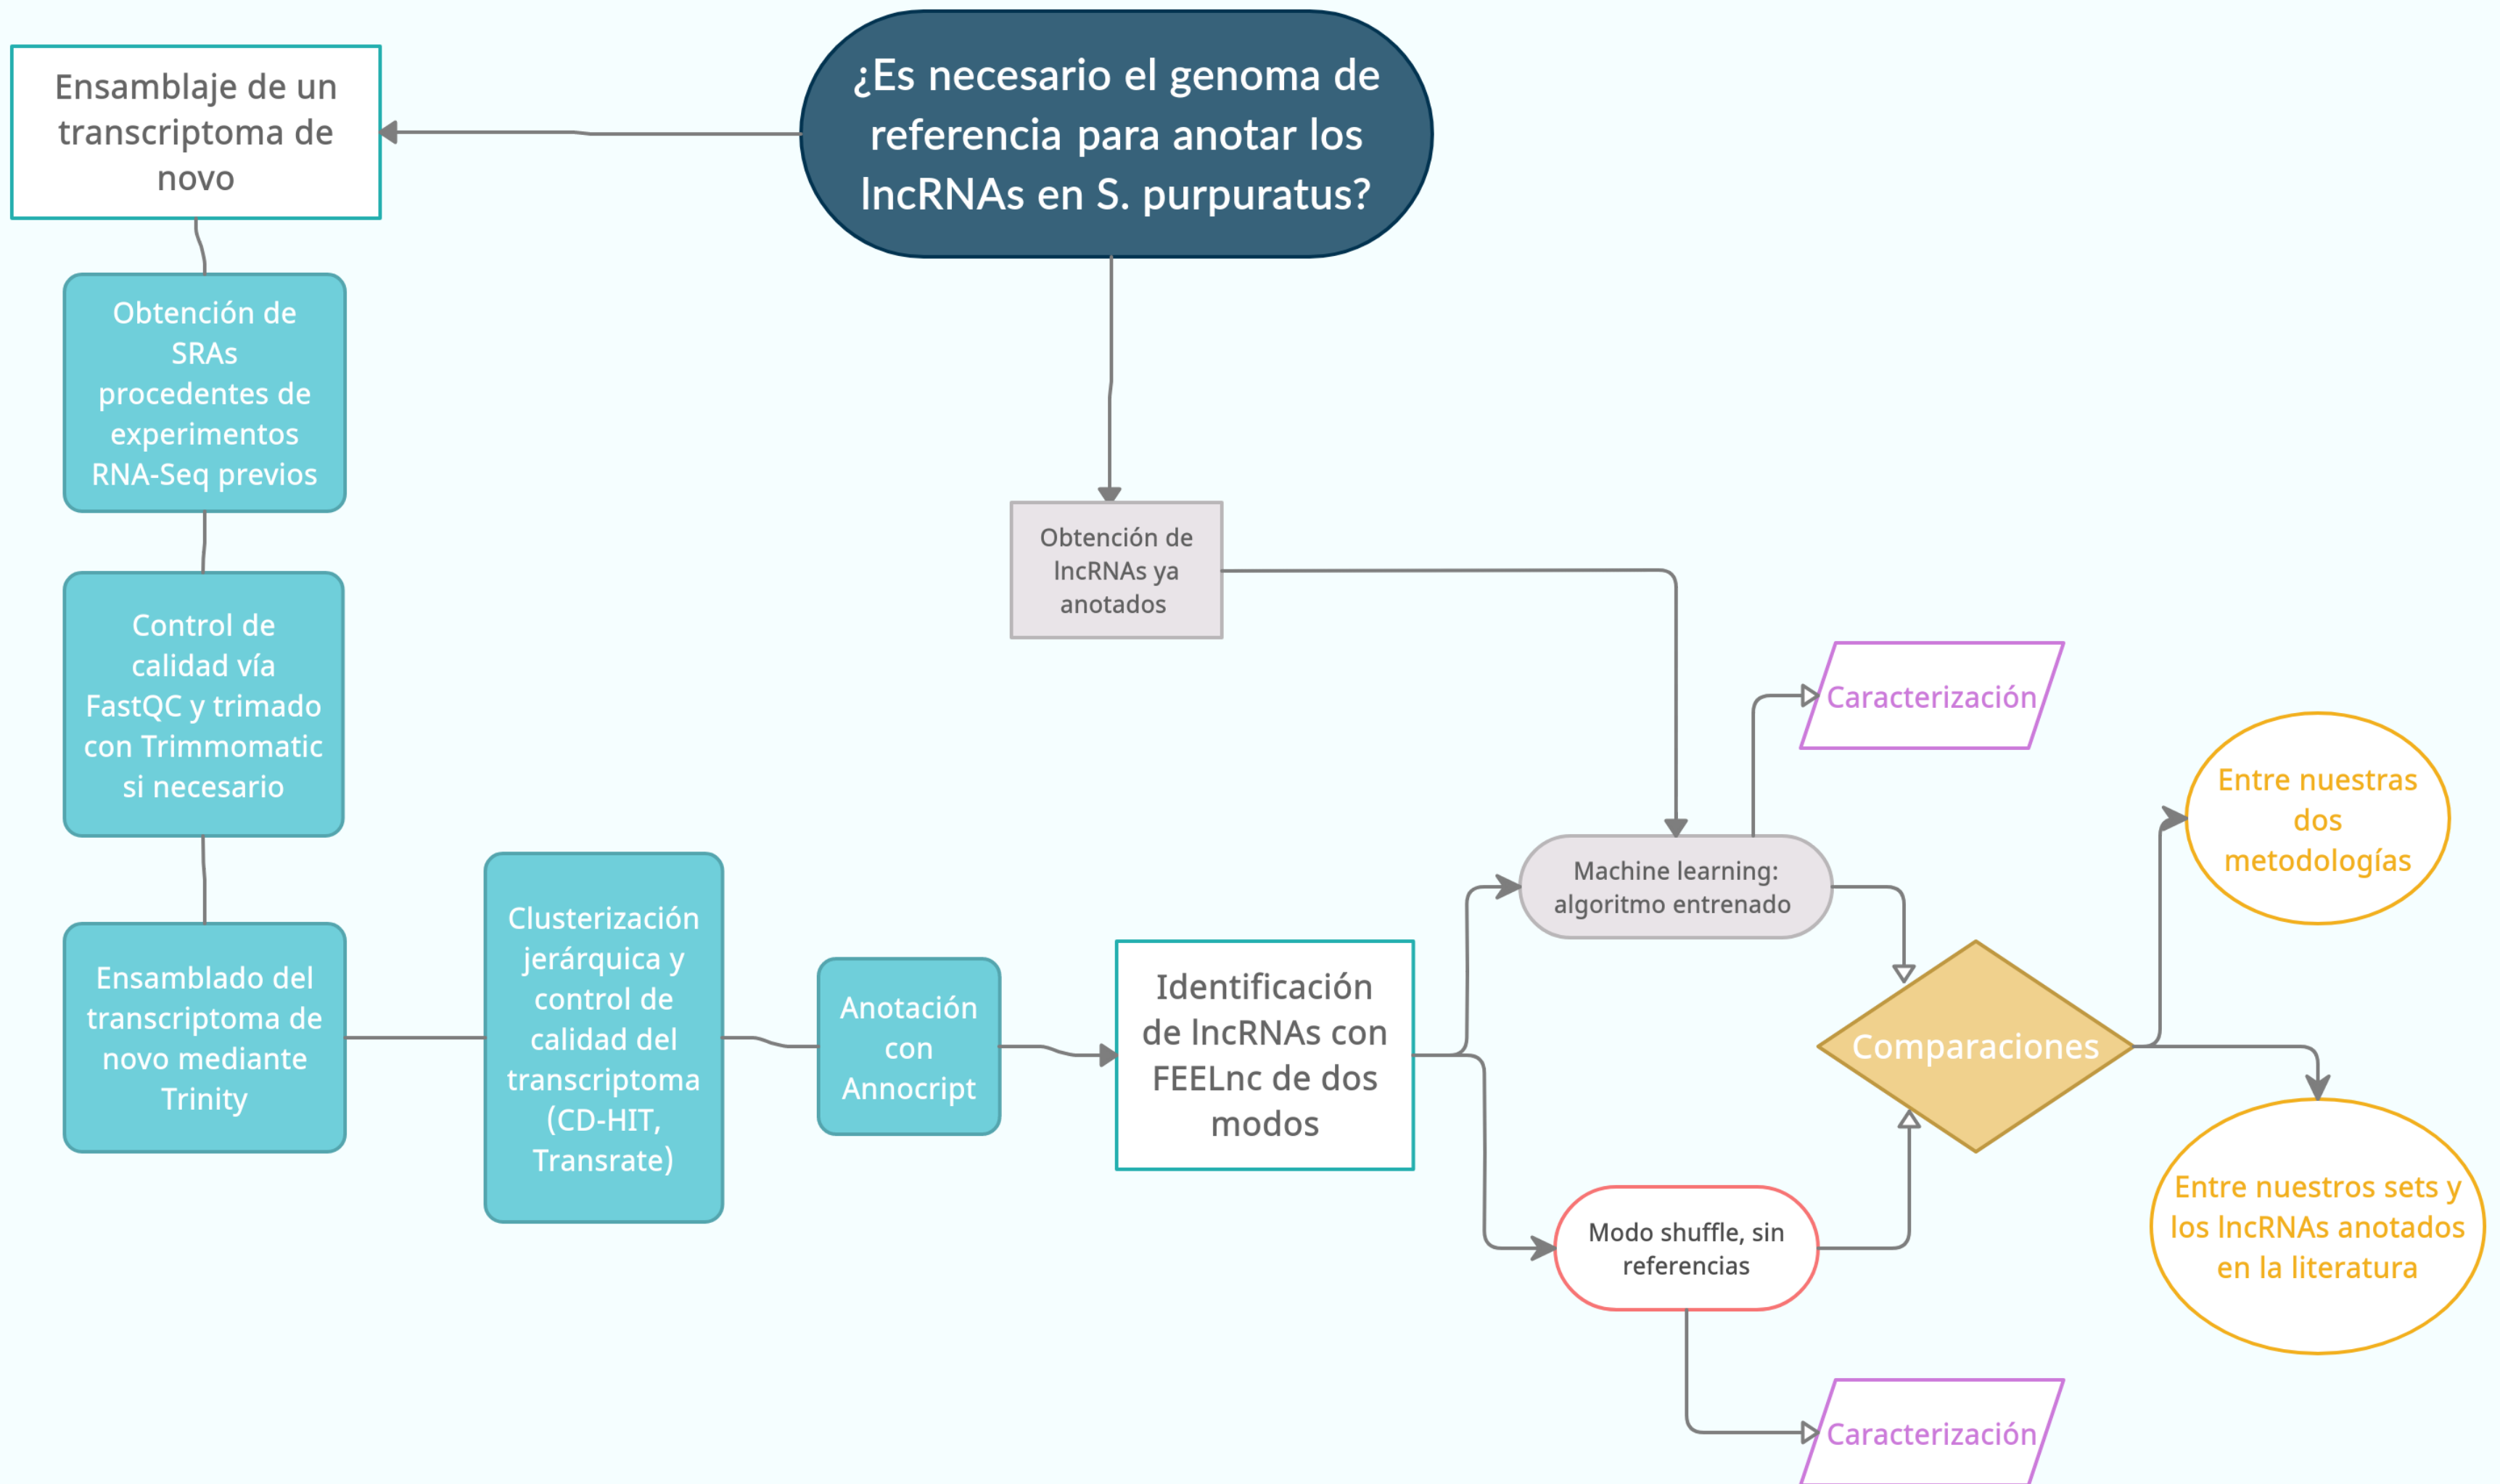 ¿Es necesario el genoma de
referencia para anotar los
lncRNAs en S. purpuratus?
Ensamblaje de un
transcriptoma de
novo
Obtención de
SRAs
procedentes de
experimentos
RNA-Seq previos
Control de
calidad vía
FastQC y trimado
con Trimmomatic
si necesario
Ensamblado del
transcriptoma de
novo mediante
Trinity
Clusterización
jerárquica y
control de
calidad del
transcriptoma
(CD-HIT,
Transrate)
Anotación
con
Annocript
Identificación
de lncRNAs con
FEELnc de dos
modos
Obtención de
lncRNAs ya
anotados
Machine learning:
algoritmo entrenado
Caracterización
Modo shuffle, sin
referencias
Caracterización
Comparaciones
Entre nuestras
dos
metodologías
Entre nuestros sets y
los lncRNAs anotados
en la literatura